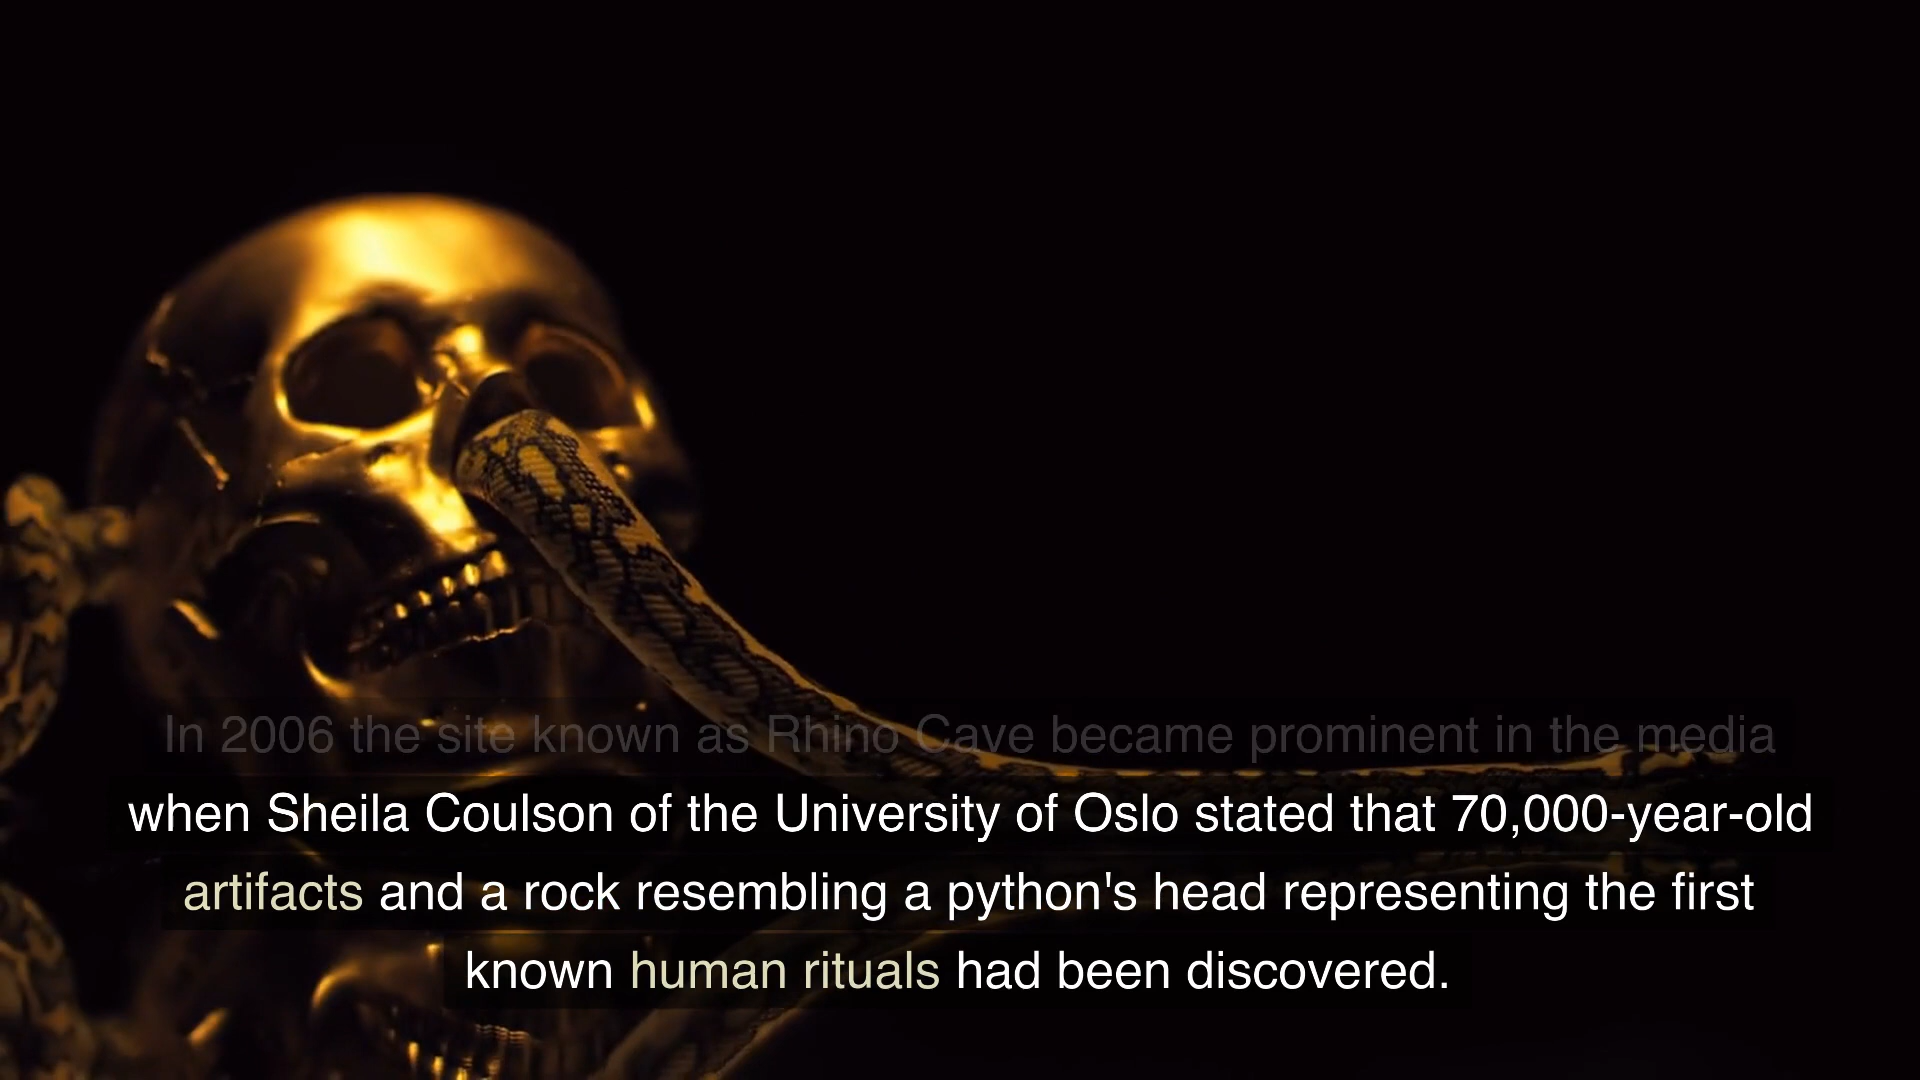 In 2006 the site known as Rhino Cave became prominent in the media
when Sheila Coulson of the University of Oslo stated that 70,000-year-old
artifacts and a rock resembling a python's head representing the first
known human rituals had been discovered.